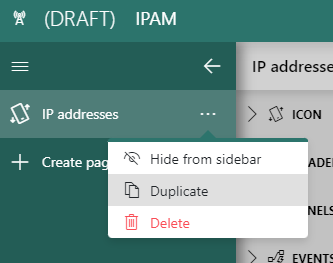 (DRAFT) IPAM
IP addresses ...
IP addresse
ICON
Hide from sidebar
Create pag
ADE
Duplicate
NELS
Delete
EVENTS